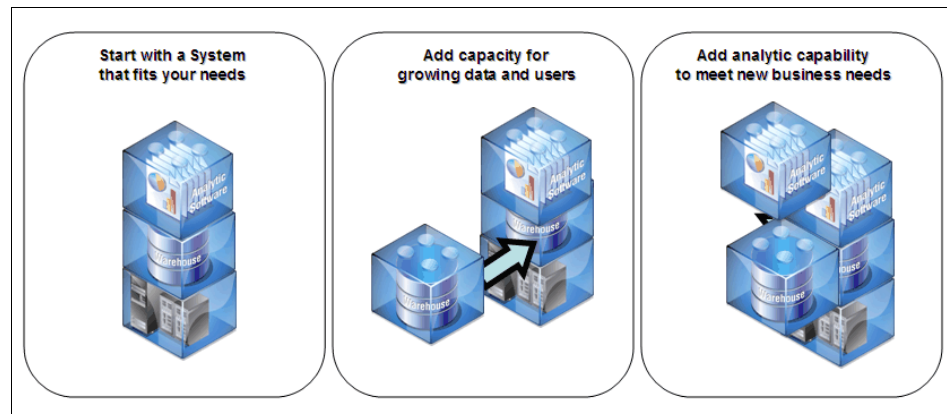 Start with a System
that fits your needs
Analytic
Software
Warehouse
Add capacity for
growing data and users
Analytic
Software
Warehouse
Warehouse
Add analytic capability
to meet new business needs
Analytic
Software
Analytic
Software
Warehouse